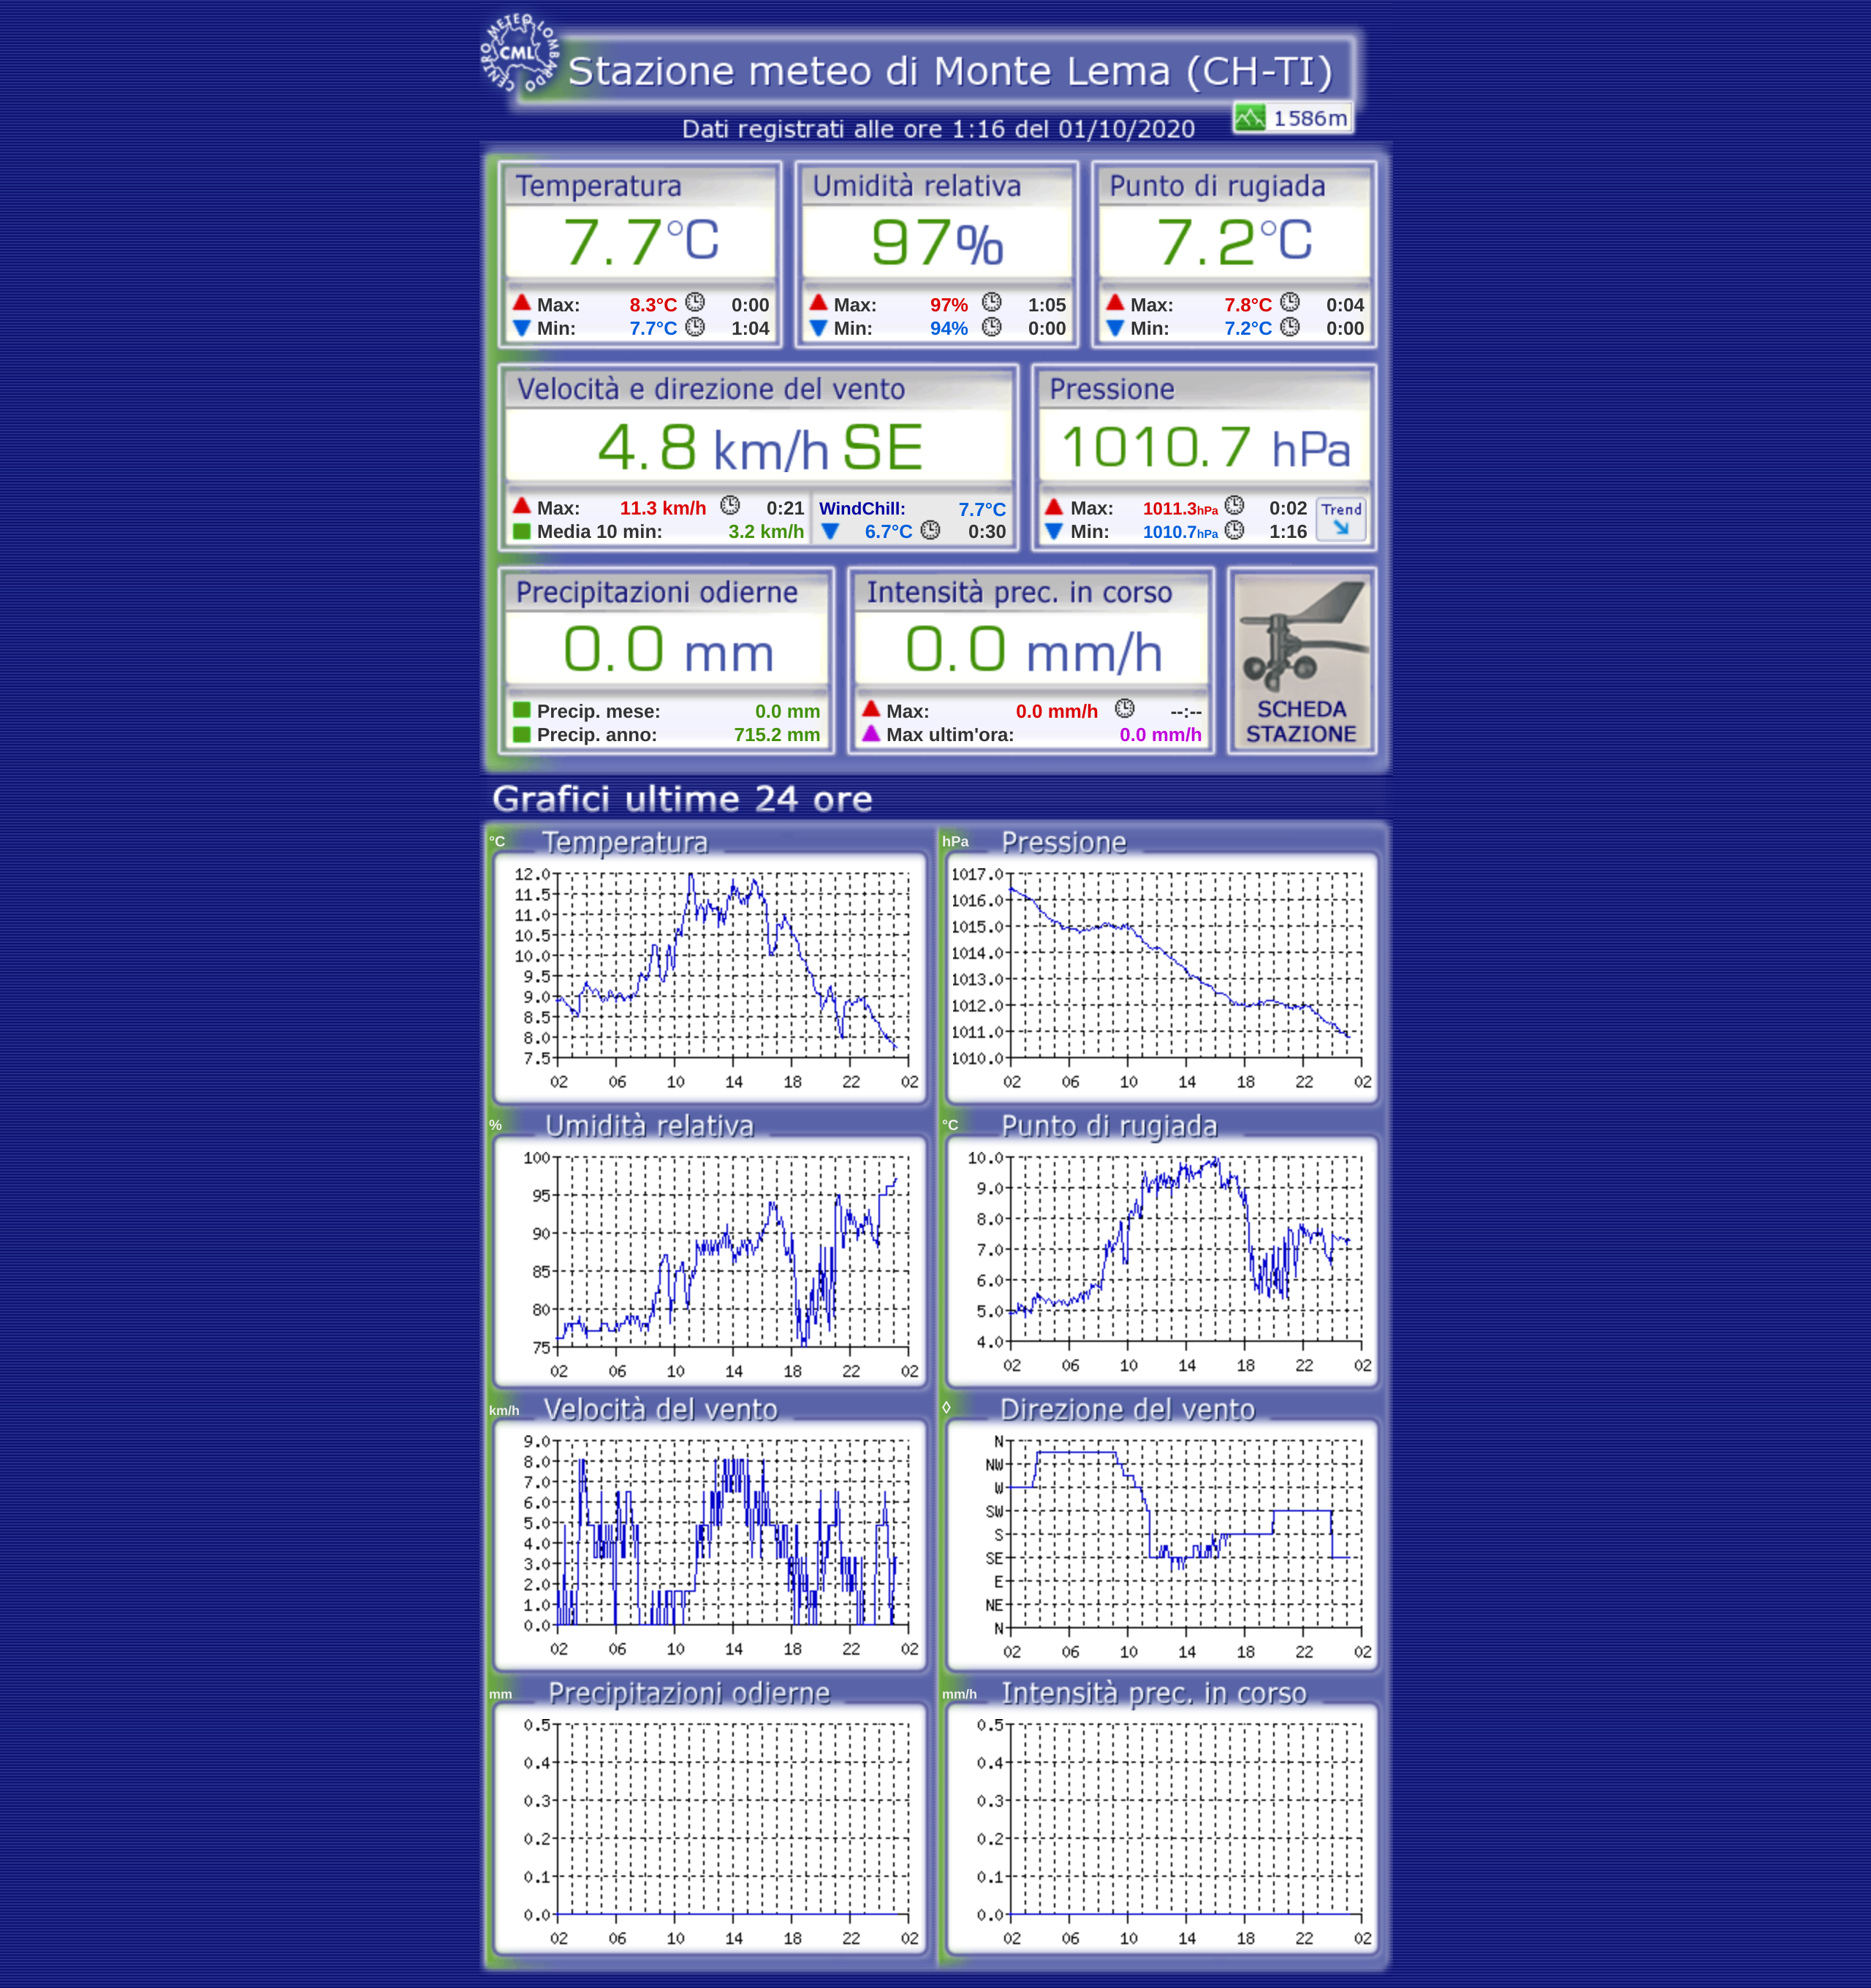 CENTRO METEO LOMBARDO
CML
Stazione meteo di Monte Lema (CH-TI)
1586m
Dati registrati alle ore 1:16 del 01/10/2020
Temperatura Umidità relativa Punto di rugiada
7.7°C 97% 7.2°C
Max: 8.3°C 0:00 Max: 97% 1:05 Max: 7.8°C 0:04
Min: 7.7°C 1:04 Min: 94% 0:00 Min: 7.2°C 0:00
Velocità e direzione del vento Pressione
4.8 km/h SE 1010.7 hPa
Max: 11.3 km/h 0:21 WindChill: 7.7°C Max: 1011.3hPa 0:02 Trend
Media 10 min: 3.2 km/h 6.7°C 0:30 Min: 1010.7hPa 1:16
Precipitazioni odierne Intensità prec. in corso
0.0 mm 0.0 mm/h
Precip. mese: 0.0 mm Max: 0.0 mm/h --:-- SCHEDA
Precip. anno: 715.2 mm Max ultim'ora: 0.0 mm/h STAZIONE
Grafici ultime 24 ore
°C Temperatura
12.0
11.5
11.0
10.5
10.0
9.5
9.0
8.5
8.0
7.5
02 06 10 14 18 22 02
hPa Pressione
1017.0
1016.0
1015.0
1014.0
1013.0
1012.0
1011.0
1010.0
02 06 10 14 18 22 02
% Umidità relativa
100
95
90
85
80
75
02 06 10 14 18 22 02
°C Punto di rugiada
10.0
9.0
8.0
7.0
6.0
5.0
4.0
02 06 10 14 18 22 02
km/h Velocità del vento
9.0
8.0
7.0
6.0
5.0
4.0
3.0
2.0
1.0
0.0
02 06 10 14 18 22 02
◊ Direzione del vento
N
NW
W
SW
S
SE
E
NE
N
02 06 10 14 18 22 02
mm Precipitazioni odierne
0.5
0.4
0.3
0.2
0.1
0.0
02 06 10 14 18 22 02
mm/h Intensità prec. in corso
0.5
0.4
0.3
0.2
0.1
0.0
02 06 10 14 18 22 02